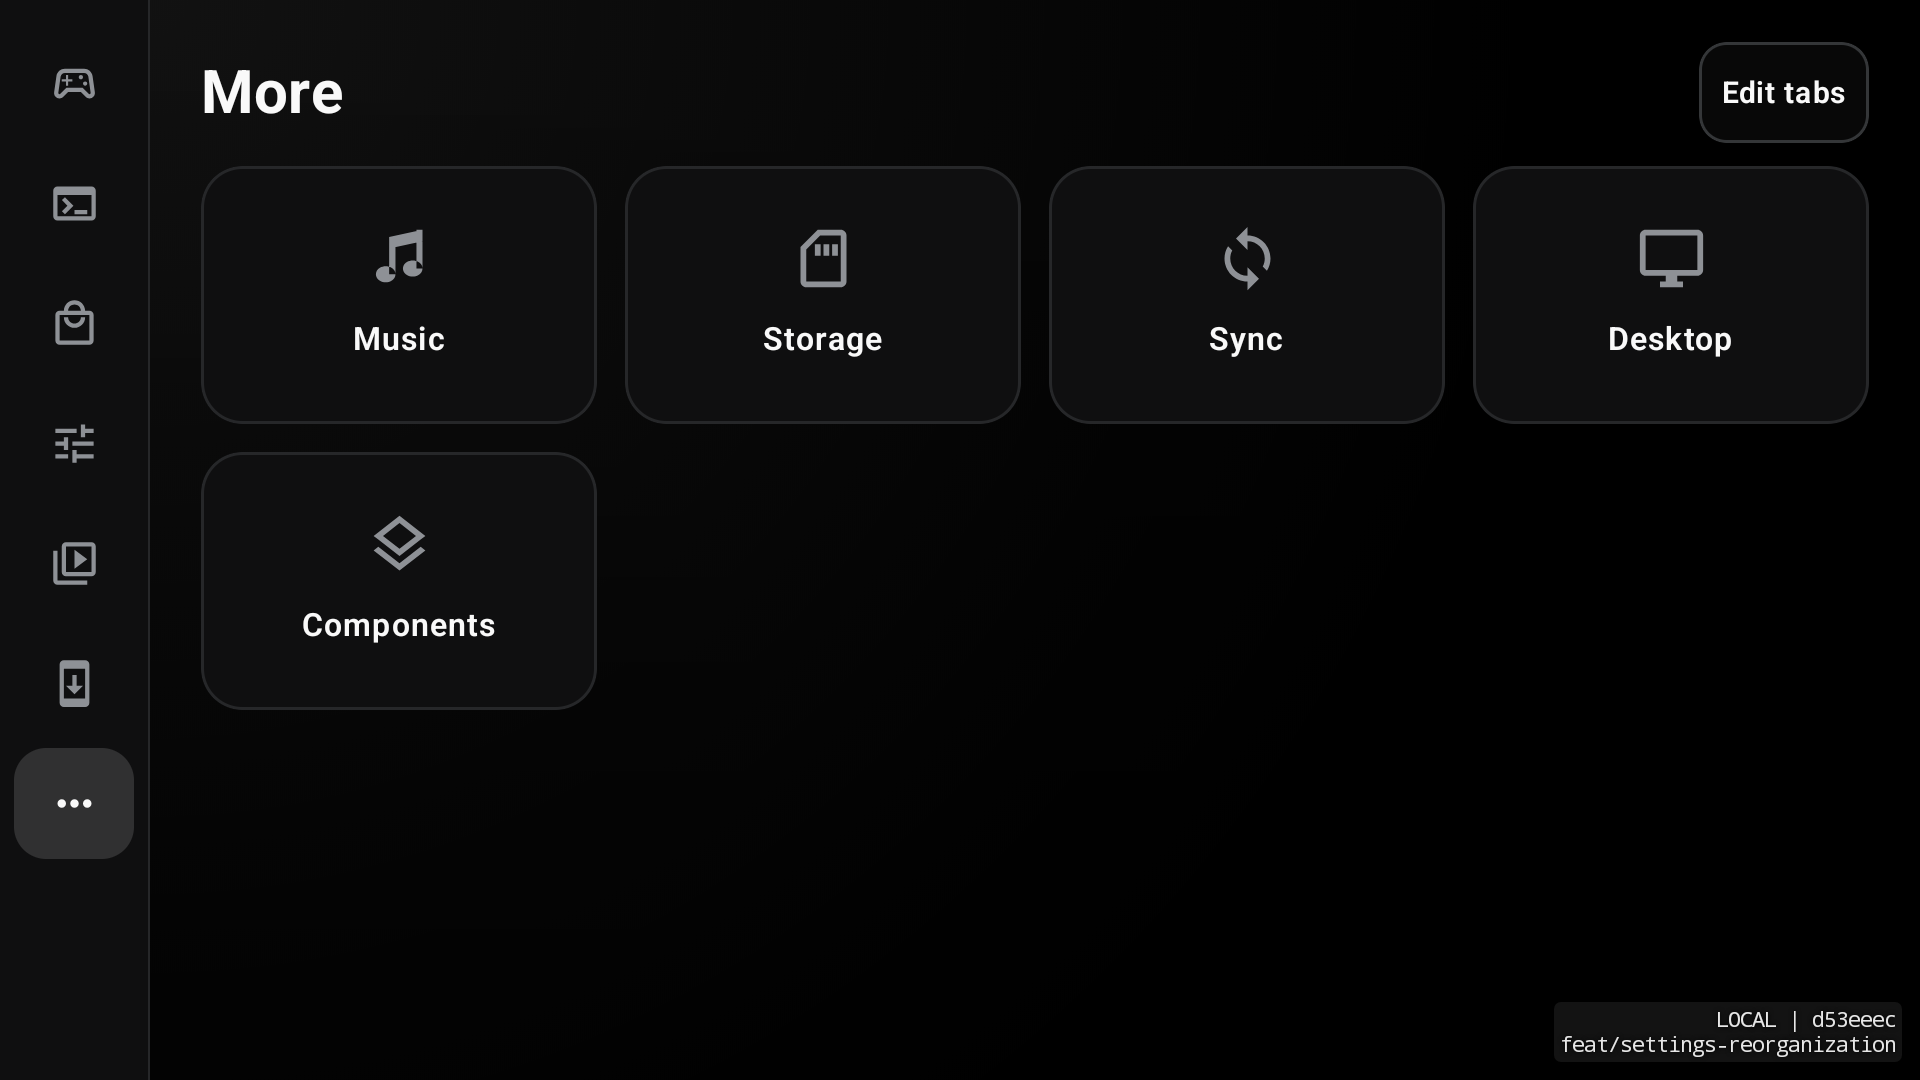 More
Edit tabs
Music
Storage
Sync
Desktop
Components
LOCAL | d53eeec
feat/settings-reorganization